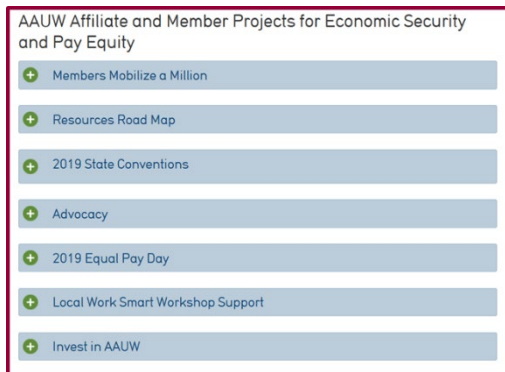 AAUW Affiliate and Member Projects for Economic Security
and Pay Equity
Members Mobilize a Million
Resources Road Map
2019 State Conventions
Advocacy
2019 Equal Pay Day
Local Work Smart Workshop Support
Invest in AAUW